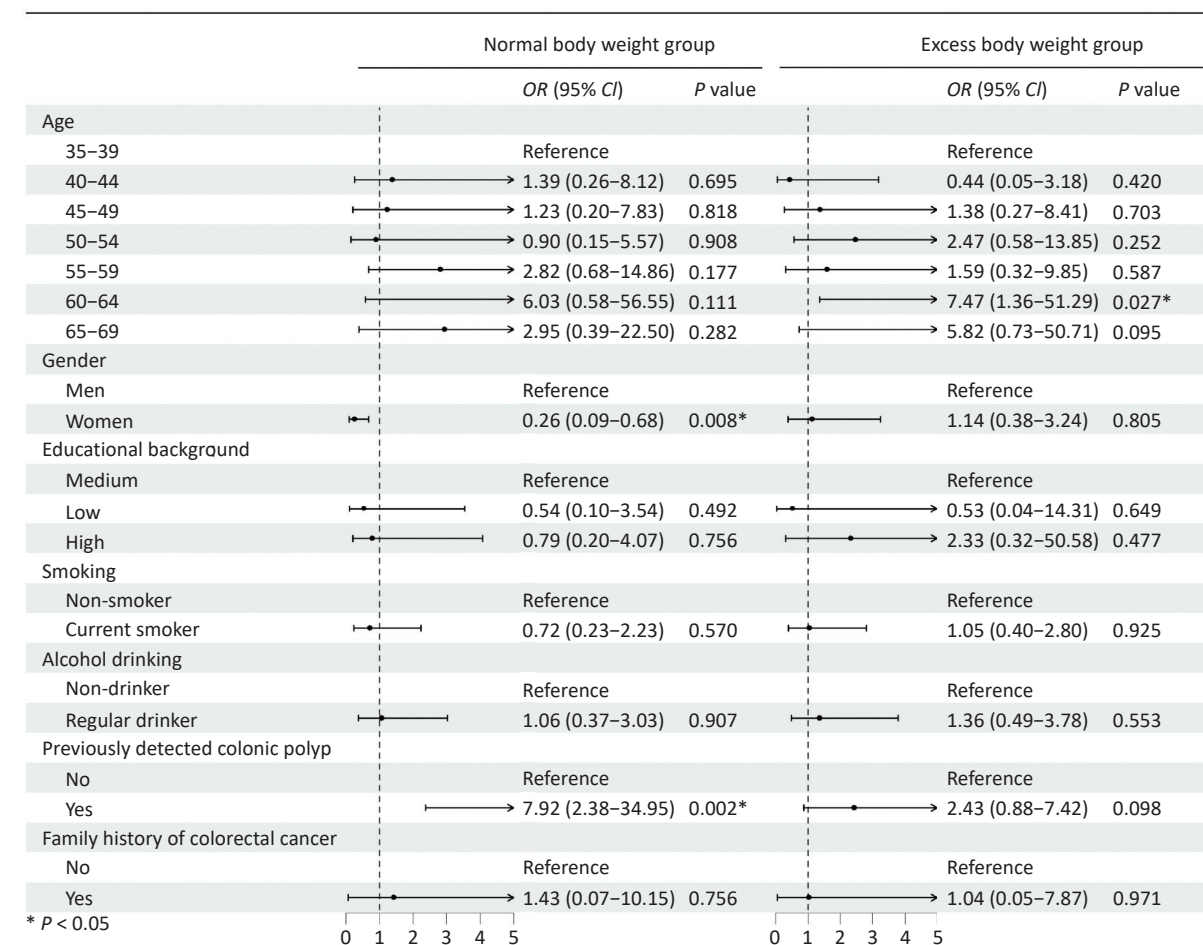 Normal body weight group Excess body weight group
OR (95% CI) P value OR (95% CI) P value
Age
35−39 Reference Reference
40−44 1.39 (0.26−8.12) 0.695 0.44 (0.05−3.18) 0.420
45−49 1.23 (0.20−7.83) 0.818 1.38 (0.27−8.41) 0.703
50−54 0.90 (0.15−5.57) 0.908 2.47 (0.58−13.85) 0.252
55−59 2.82 (0.68−14.86) 0.177 1.59 (0.32−9.85) 0.587
60−64 6.03 (0.58−56.55) 0.111 7.47 (1.36−51.29) 0.027*
65−69 2.95 (0.39−22.50) 0.282 5.82 (0.73−50.71) 0.095
Gender
Men Reference Reference
Women 0.26 (0.09−0.68) 0.008* 1.14 (0.38−3.24) 0.805
Educational background
Medium Reference Reference
Low 0.54 (0.10−3.54) 0.492 0.53 (0.04−14.31) 0.649
High 0.79 (0.20−4.07) 0.756 2.33 (0.32−50.58) 0.477
Smoking
Non-smoker Reference Reference
Current smoker 0.72 (0.23−2.23) 0.570 1.05 (0.40−2.80) 0.925
Alcohol drinking
Non-drinker Reference Reference
Regular drinker 1.06 (0.37−3.03) 0.907 1.36 (0.49−3.78) 0.553
Previously detected colonic polyp
No Reference Reference
Yes 7.92 (2.38−34.95) 0.002* 2.43 (0.88−7.42) 0.098
Family history of colorectal cancer
No Reference Reference
Yes 1.43 (0.07−10.15) 0.756 1.04 (0.05−7.87) 0.971
* P < 0.05
0 1 2 3 4 5 0 1 2 3 4 5